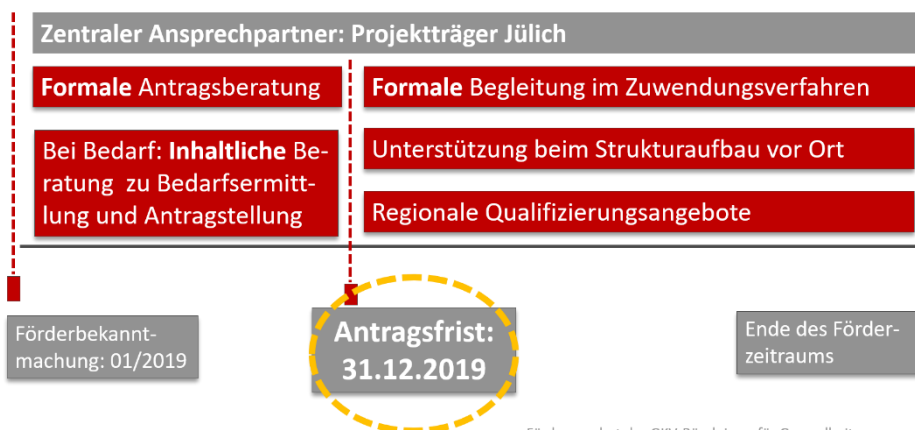 Zentraler Ansprechpartner: Projektträger Jülich
Formale Antragsberatung
Bei Bedarf: Inhaltliche Be-
ratung zu Bedarfsermitt-
lung und Antragstellung
Formale Begleitung im Zuwendungsverfahren
Unterstützung beim Strukturaufbau vor Ort
Regionale Qualifizierungsangebote
Förderbekannt-
machung: 01/2019
Antragsfrist:
31.12.2019
Ende des Förder-
zeitraums